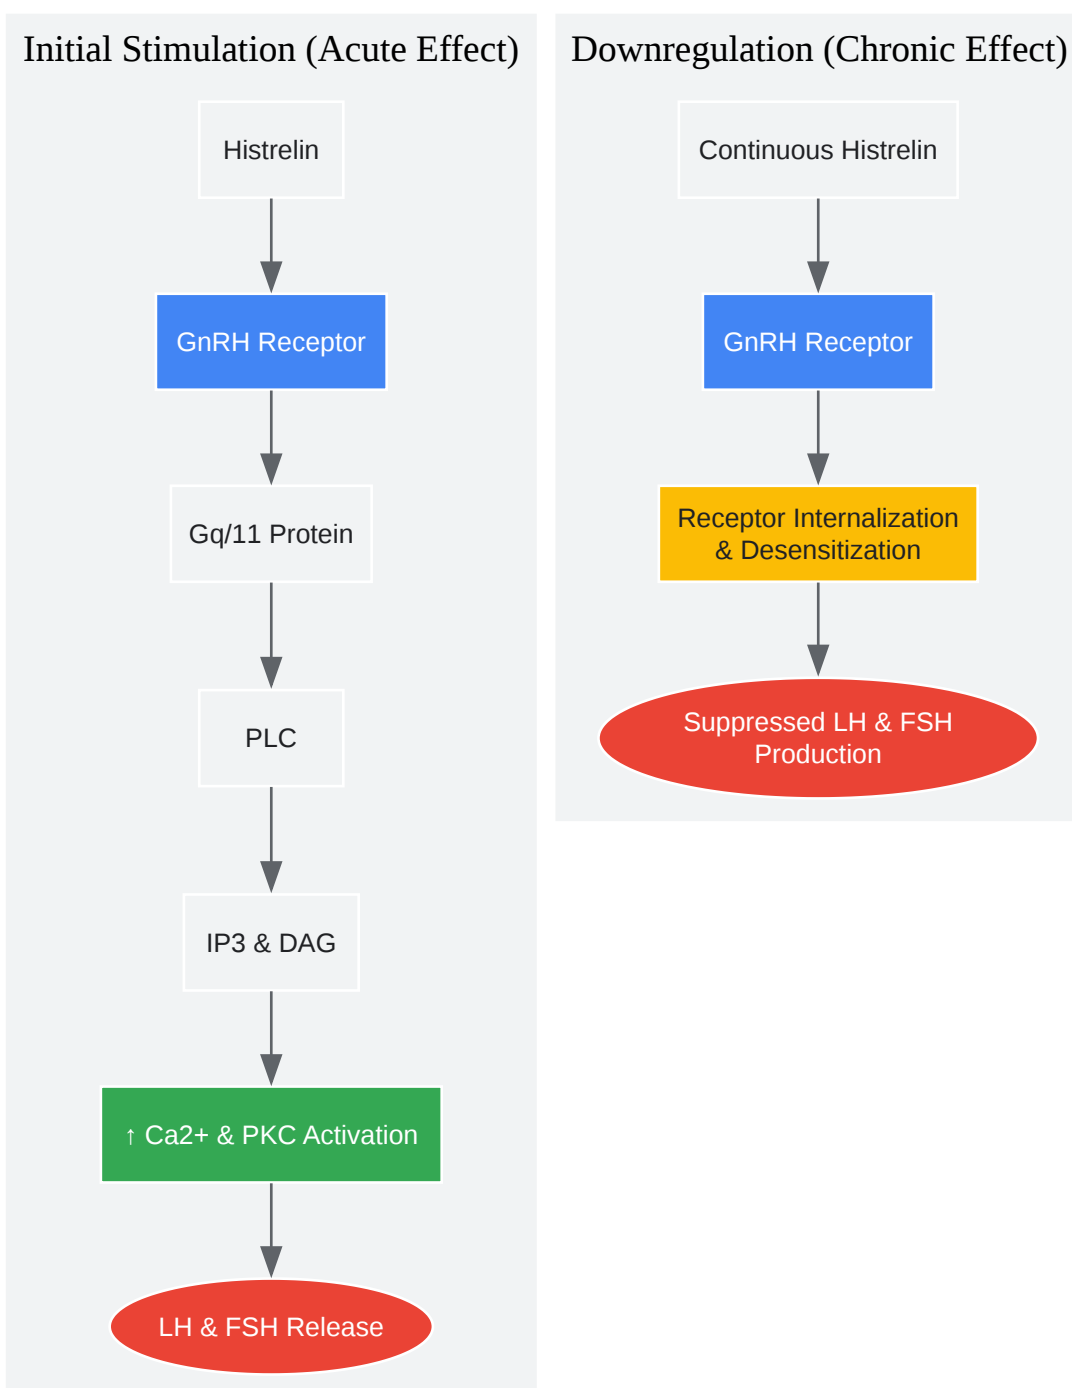 Initial Stimulation (Acute Effect)
Histrelin
GnRH Receptor
Gq/11 Protein
PLC
IP3 & DAG
↑ Ca2+ & PKC Activation
LH & FSH Release
Downregulation (Chronic Effect)
Continuous Histrelin
GnRH Receptor
Receptor Internalization
& Desensitization
Suppressed LH & FSH
Production